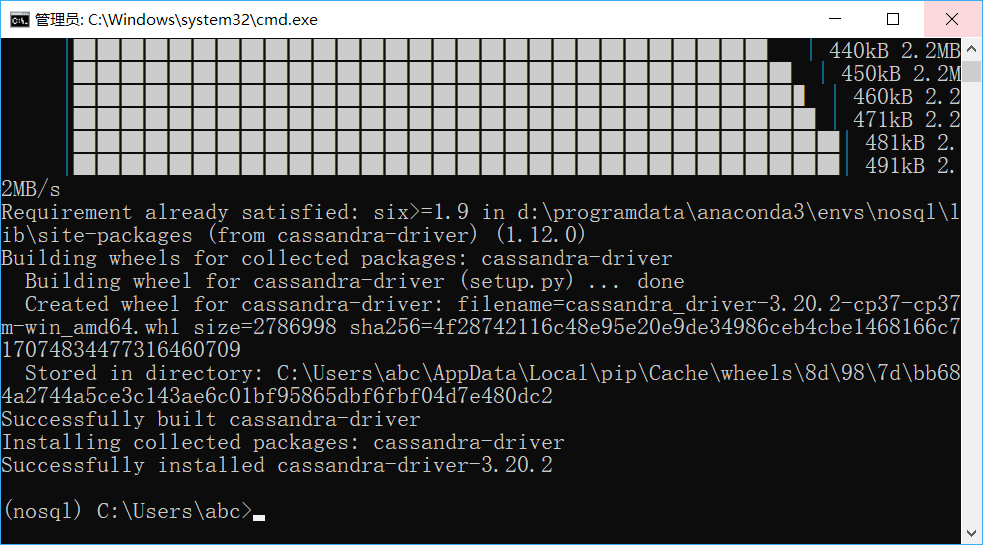 管理员: C:\Windows\system32\cmd.exe
440kB 2.2MB
450kB 2.2M
460kB 2.2
471kB 2.2
481kB 2.
491kB 2.
2MB/s
Requirement already satisfied: six>=1.9 in d:\programdata\anaconda3\envs\nosql\l
ib\site-packages (from cassandra-driver) (1.12.0)
Building wheels for collected packages: cassandra-driver
  Building wheel for cassandra-driver (setup.py) ... done
  Created wheel for cassandra-driver: filename=cassandra_driver-3.20.2-cp37-cp37
m-win_amd64.whl size=2786998 sha256=4f28742116c48e95e20e9de34986ceb4cbe1468166c7
17074834477316460709
  Stored in directory: C:\Users\abc\AppData\Local\pip\Cache\wheels\8d\98\7d\bb68
4a2744a5ce3c143ae6c01bf95865dbf6fbf04d7e480dc2
Successfully built cassandra-driver
Installing collected packages: cassandra-driver
Successfully installed cassandra-driver-3.20.2
(nosql) C:\Users\abc>